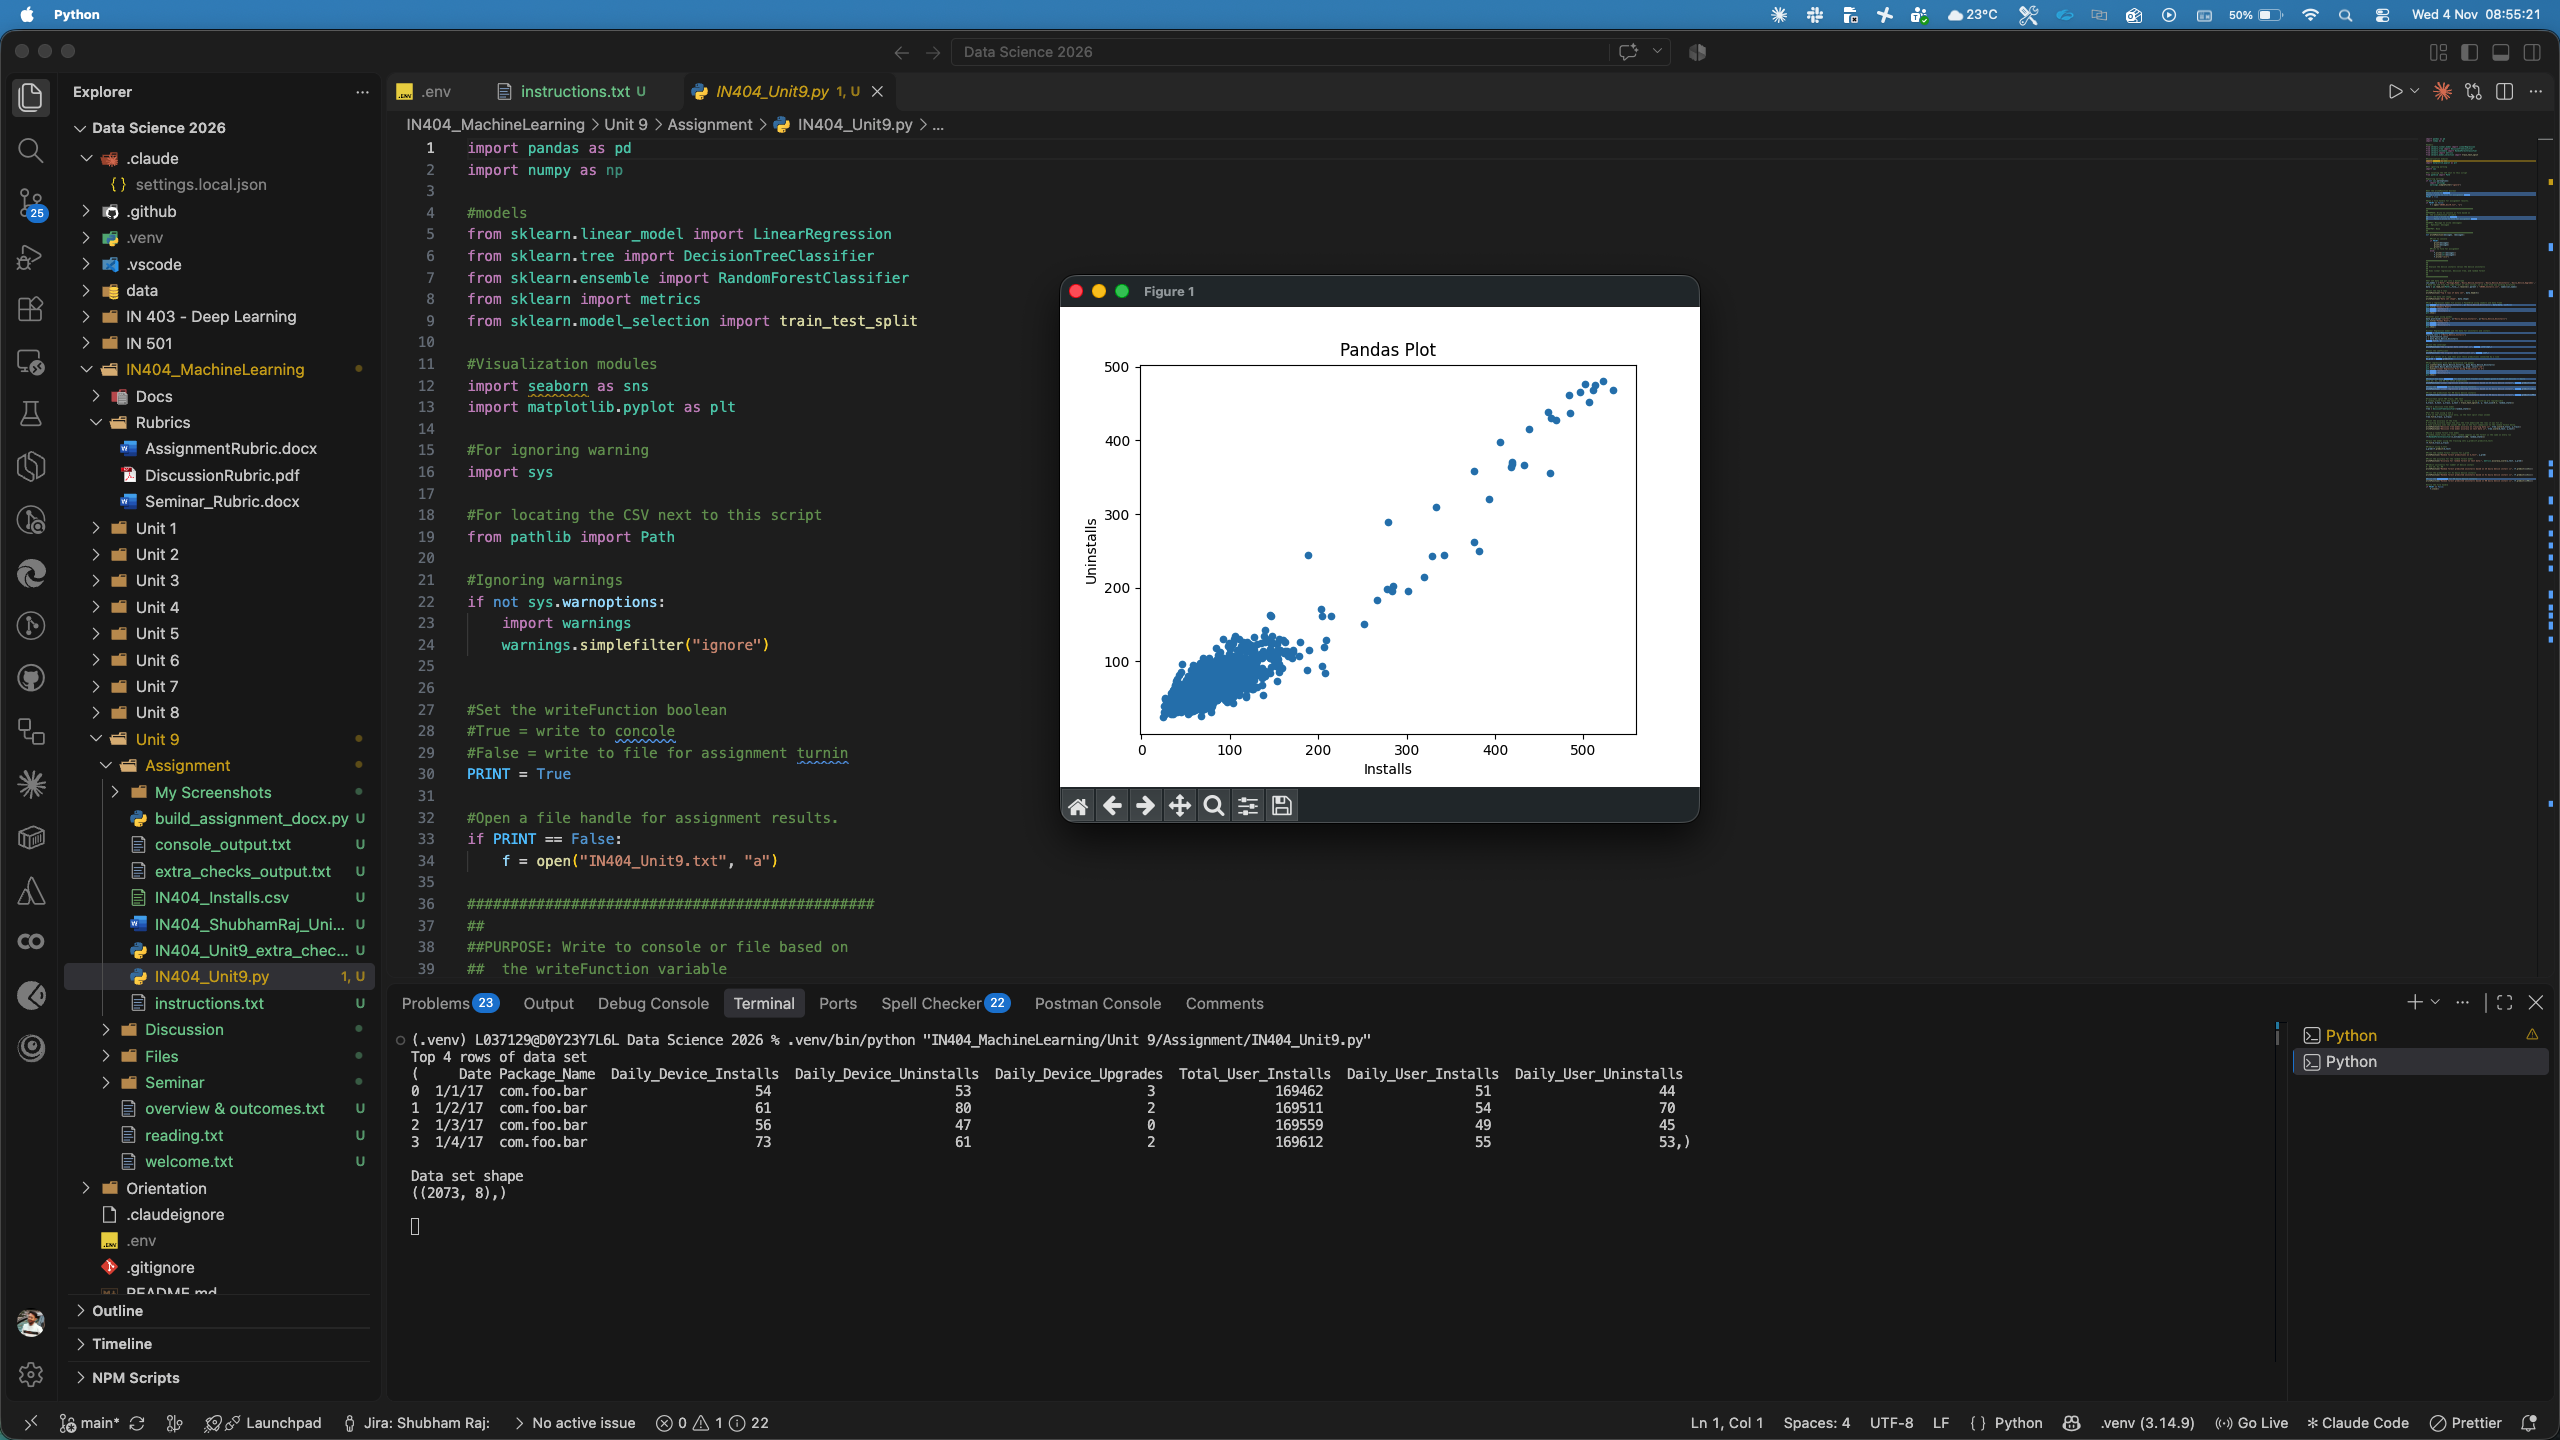 Python
23°C
50%
Wed 4 Nov 08:55:21
Data Science 2026
Explorer
.env
instructions.txt U
IN404_Unit9.py 1, U
IN404_MachineLearning > Unit 9 > Assignment > IN404_Unit9.py > ...
Data Science 2026
.claude
settings.local.json
.github
.venv
.vscode
data
IN 403 - Deep Learning
IN 501
IN404_MachineLearning
Docs
Rubrics
AssignmentRubric.docx
DiscussionRubric.pdf
Seminar_Rubric.docx
Unit 1
Unit 2
Unit 3
Unit 4
Unit 5
Unit 6
Unit 7
Unit 8
Unit 9
Assignment
My Screenshots
build_assignment_docx.py U
console_output.txt U
extra_checks_output.txt U
IN404_Installs.csv U
IN404_ShubhamRaj_Uni... U
IN404_Unit9_extra_chec... U
IN404_Unit9.py 1, U
instructions.txt U
Discussion
Files
Seminar
overview & outcomes.txt U
reading.txt U
welcome.txt U
Orientation
.claudeignore
.env
.gitignore
README.md
Outline
Timeline
NPM Scripts
25
1 import pandas as pd
2 import numpy as np
3
4 #models
5 from sklearn.linear_model import LinearRegression
6 from sklearn.tree import DecisionTreeClassifier
7 from sklearn.ensemble import RandomForestClassifier
8 from sklearn import metrics
9 from sklearn.model_selection import train_test_split
10
11 #Visualization modules
12 import seaborn as sns
13 import matplotlib.pyplot as plt
14
15 #For ignoring warning
16 import sys
17
18 #For locating the CSV next to this script
19 from pathlib import Path
20
21 #Ignoring warnings
22 if not sys.warnoptions:
23 import warnings
24 warnings.simplefilter("ignore")
25
26
27 #Set the writeFunction boolean
28 #True = write to concole
29 #False = write to file for assignment turnin
30 PRINT = True
31
32 #Open a file handle for assignment results.
33 if PRINT == False:
34 f = open("IN404_Unit9.txt", "a")
35
36 ###############################################
37 ##
38 ##PURPOSE: Write to console or file based on
39 ## the writeFunction variable
Figure 1
Pandas Plot
500
400
300
200
100
Uninstalls
0 100 200 300 400 500
Installs
Problems 23 Output Debug Console Terminal Ports Spell Checker 22 Postman Console Comments
(.venv) L037129@D0Y23Y7L6L Data Science 2026 % .venv/bin/python "IN404_MachineLearning/Unit 9/Assignment/IN404_Unit9.py"
Top 4 rows of data set
( Date Package_Name Daily_Device_Installs Daily_Device_Uninstalls Daily_Device_Upgrades Total_User_Installs Daily_User_Installs Daily_User_Uninstalls
0 1/1/17 com.foo.bar 54 53 3 169462 51 44
1 1/2/17 com.foo.bar 61 80 2 169511 54 70
2 1/3/17 com.foo.bar 56 47 0 169559 49 45
3 1/4/17 com.foo.bar 73 61 2 169612 55 53,)
Data set shape
((2073, 8),)
Python
Python
main* Launchpad Jira: Shubham Raj: No active issue 0 1 22
Ln 1, Col 1 Spaces: 4 UTF-8 LF { } Python .venv (3.14.9) Go Live Claude Code Prettier